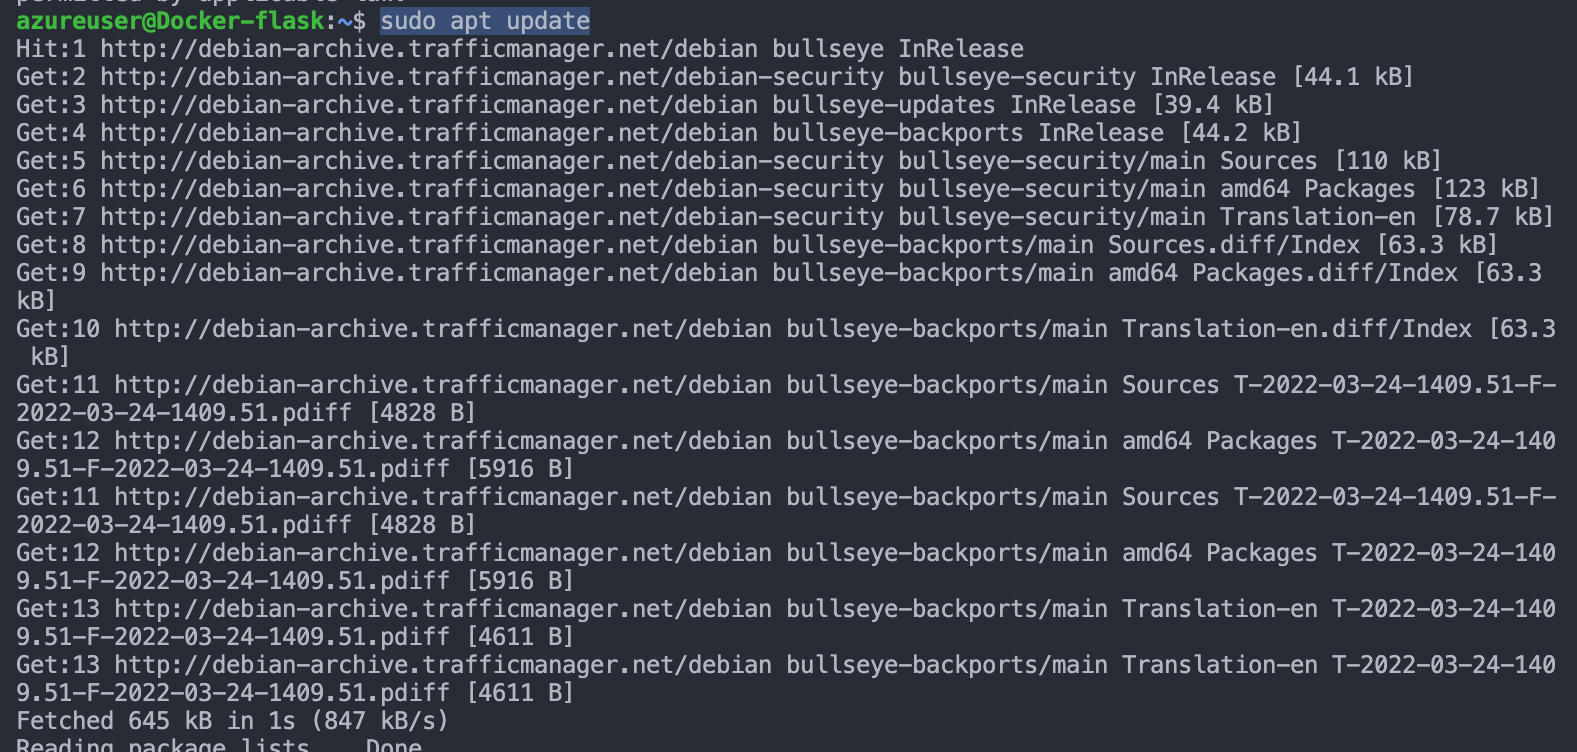 permitted by applicable law.
azureuser@Docker-flask:~$ sudo apt update
Hit:1 http://debian-archive.trafficmanager.net/debian bullseye InRelease
Get:2 http://debian-archive.trafficmanager.net/debian-security bullseye-security InRelease [44.1 kB]
Get:3 http://debian-archive.trafficmanager.net/debian bullseye-updates InRelease [39.4 kB]
Get:4 http://debian-archive.trafficmanager.net/debian bullseye-backports InRelease [44.2 kB]
Get:5 http://debian-archive.trafficmanager.net/debian-security bullseye-security/main Sources [110 kB]
Get:6 http://debian-archive.trafficmanager.net/debian-security bullseye-security/main amd64 Packages [123 kB]
Get:7 http://debian-archive.trafficmanager.net/debian-security bullseye-security/main Translation-en [78.7 kB]
Get:8 http://debian-archive.trafficmanager.net/debian bullseye-backports/main Sources.diff/Index [63.3 kB]
Get:9 http://debian-archive.trafficmanager.net/debian bullseye-backports/main amd64 Packages.diff/Index [63.3
kB]
Get:10 http://debian-archive.trafficmanager.net/debian bullseye-backports/main Translation-en.diff/Index [63.3
 kB]
Get:11 http://debian-archive.trafficmanager.net/debian bullseye-backports/main Sources T-2022-03-24-1409.51-F-
2022-03-24-1409.51.pdiff [4828 B]
Get:12 http://debian-archive.trafficmanager.net/debian bullseye-backports/main amd64 Packages T-2022-03-24-140
9.51-F-2022-03-24-1409.51.pdiff [5916 B]
Get:11 http://debian-archive.trafficmanager.net/debian bullseye-backports/main Sources T-2022-03-24-1409.51-F-
2022-03-24-1409.51.pdiff [4828 B]
Get:12 http://debian-archive.trafficmanager.net/debian bullseye-backports/main amd64 Packages T-2022-03-24-140
9.51-F-2022-03-24-1409.51.pdiff [5916 B]
Get:13 http://debian-archive.trafficmanager.net/debian bullseye-backports/main Translation-en T-2022-03-24-140
9.51-F-2022-03-24-1409.51.pdiff [4611 B]
Get:13 http://debian-archive.trafficmanager.net/debian bullseye-backports/main Translation-en T-2022-03-24-140
9.51-F-2022-03-24-1409.51.pdiff [4611 B]
Fetched 645 kB in 1s (847 kB/s)
Reading package lists... Done